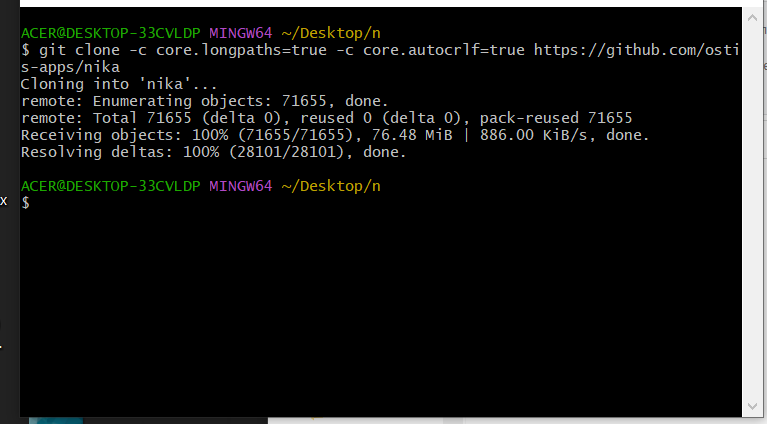 ACER@DESKTOP-33CVLDP MINGW64 ~/Desktop/n
$ git clone -c core.longpaths=true -c core.autocrlf=true https://github.com/osti
s-apps/nika
Cloning into 'nika'...
remote: Enumerating objects: 71655, done.
remote: Total 71655 (delta 0), reused 0 (delta 0), pack-reused 71655
Receiving objects: 100% (71655/71655), 76.48 MiB | 886.00 KiB/s, done.
Resolving deltas: 100% (28101/28101), done.
ACER@DESKTOP-33CVLDP MINGW64 ~/Desktop/n
x
$